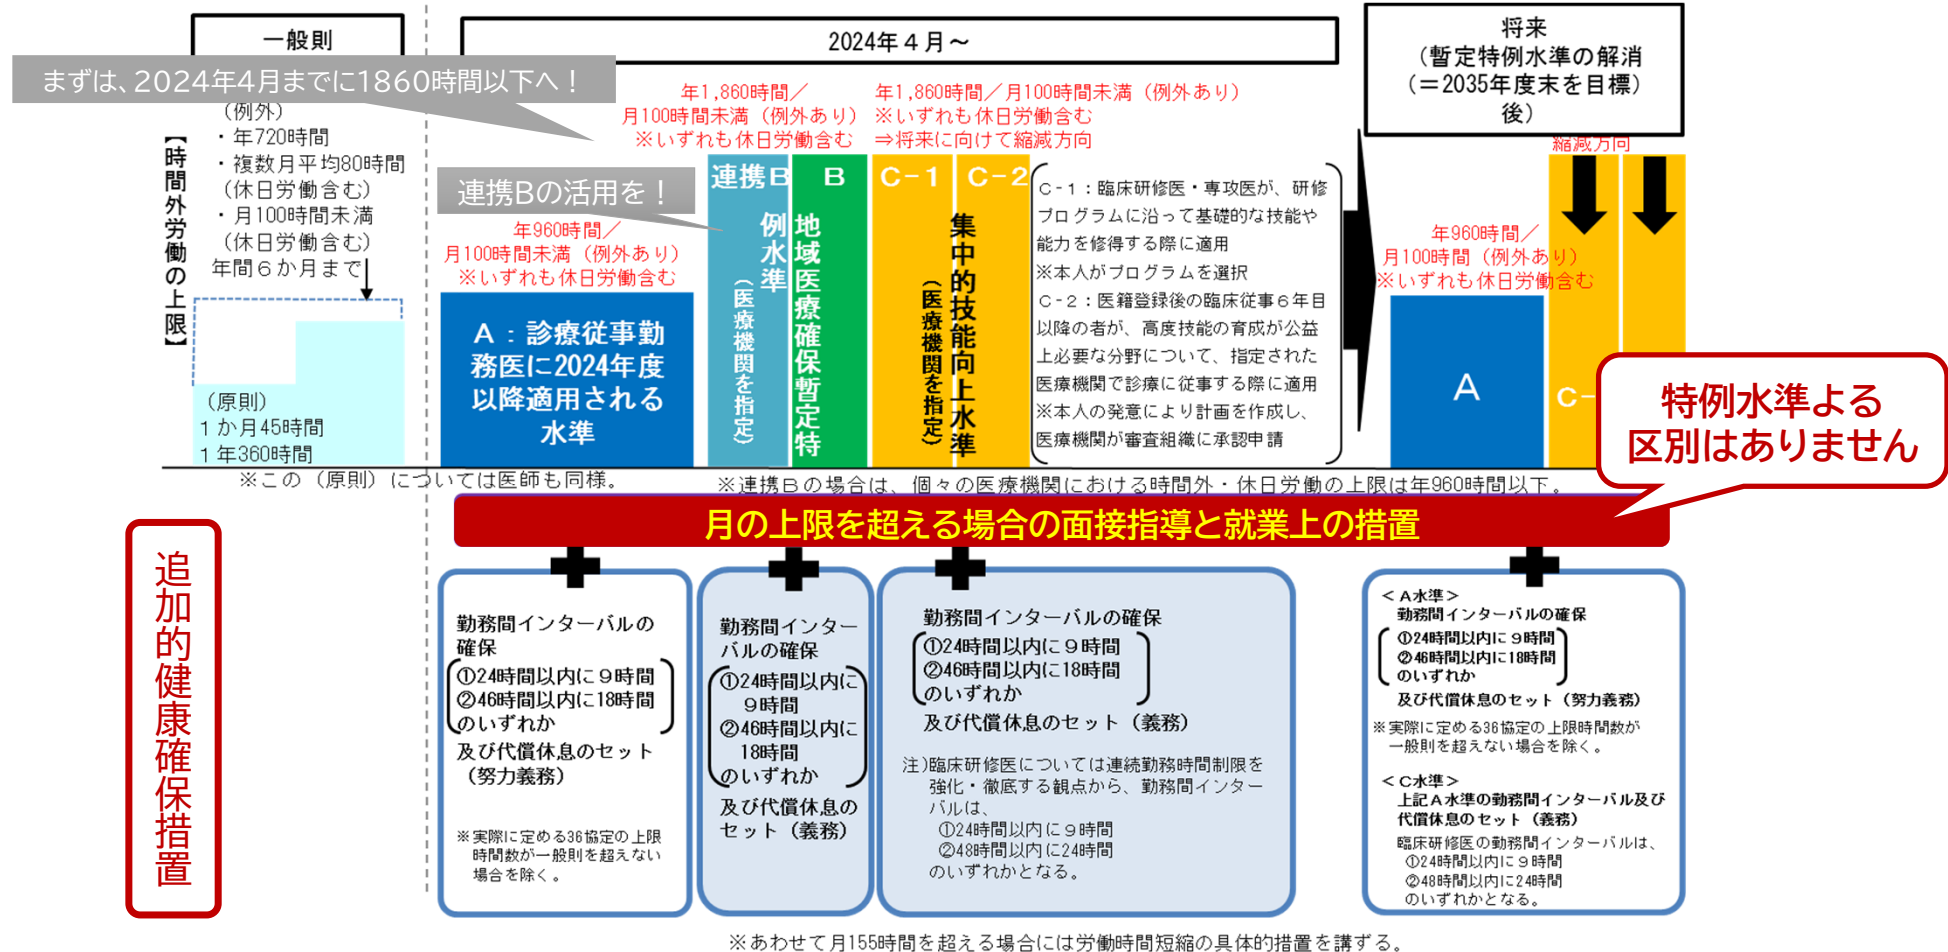 一般則
2024年４月～
将来
（暫定特例水準の解消
（＝2035年度末を目標）
後）
まずは、2024年4月までに1860時間以下へ！
【時間外労働の上限】
（例外）
・年720時間
・複数月平均80時間
（休日労働含む）
・月100時間未満
（休日労働含む）
年間６か月まで
（原則）
１か月45時間
１年360時間
※この（原則）については医師も同様。
年960時間／
月100時間未満（例外あり）
※いずれも休日労働含む
A：診療従事勤
務医に2024年度
以降適用される
水準
連携Bの活用を！
年1,860時間／
月100時間未満（例外あり）
※いずれも休日労働含む
連携B
B
例水準
（医療機関を指定）
地域医療確保暫定特
年1,860時間／月100時間未満（例外あり）
※いずれも休日労働含む
⇒将来に向けて縮減方向
C-1
C-2
集中的技能向上水準
（医療機関を指定）
C-1：臨床研修医・専攻医が、研修
プログラムに沿って基礎的な技能や
能力を修得する際に適用
※本人がプログラムを選択
C-2：医籍登録後の臨床従事６年目
以降の者が、高度技能の育成が公益
上必要な分野について、指定された
医療機関で診療に従事する際に適用
※本人の発意により計画を作成し、
医療機関が審査組織に承認申請
縮減方向
年960時間／
月100時間（例外あり）
※いずれも休日労働含む
A
C-
特例水準よる
区別はありません
※連携Bの場合は、個々の医療機関における時間外・休日労働の上限は年960時間以下。
月の上限を超える場合の面接指導と就業上の措置
追加的健康確保措置
勤務間インターバルの
確保
①24時間以内に９時間
②46時間以内に18時間
のいずれか
及び代償休息のセット
（努力義務）
※実際に定める36協定の上限
時間数が一般則を超えない
場合を除く。
勤務間インター
バルの確保
①24時間以内に
９時間
②46時間以内に
18時間
のいずれか
及び代償休息の
セット（義務）
勤務間インターバルの確保
①24時間以内に９時間
②46時間以内に18時間
のいずれか
及び代償休息のセット（義務）
注)臨床研修医については連続勤務時間制限を
強化・徹底する観点から、勤務間インター
バルは、
①24時間以内に９時間
②48時間以内に24時間
のいずれかとなる。
＜A水準＞
勤務間インターバルの確保
①24時間以内に９時間
②46時間以内に18時間
のいずれか
及び代償休息のセット（努力義務）
※実際に定める36協定の上限時間数が
一般則を超えない場合を除く。
＜C水準＞
上記A水準の勤務間インターバル及び
代償休息のセット（義務）
臨床研修医の勤務間インターバルは、
①24時間以内に９時間
②48時間以内に24時間
のいずれかとなる。
※あわせて月155時間を超える場合には労働時間短縮の具体的措置を講ずる。